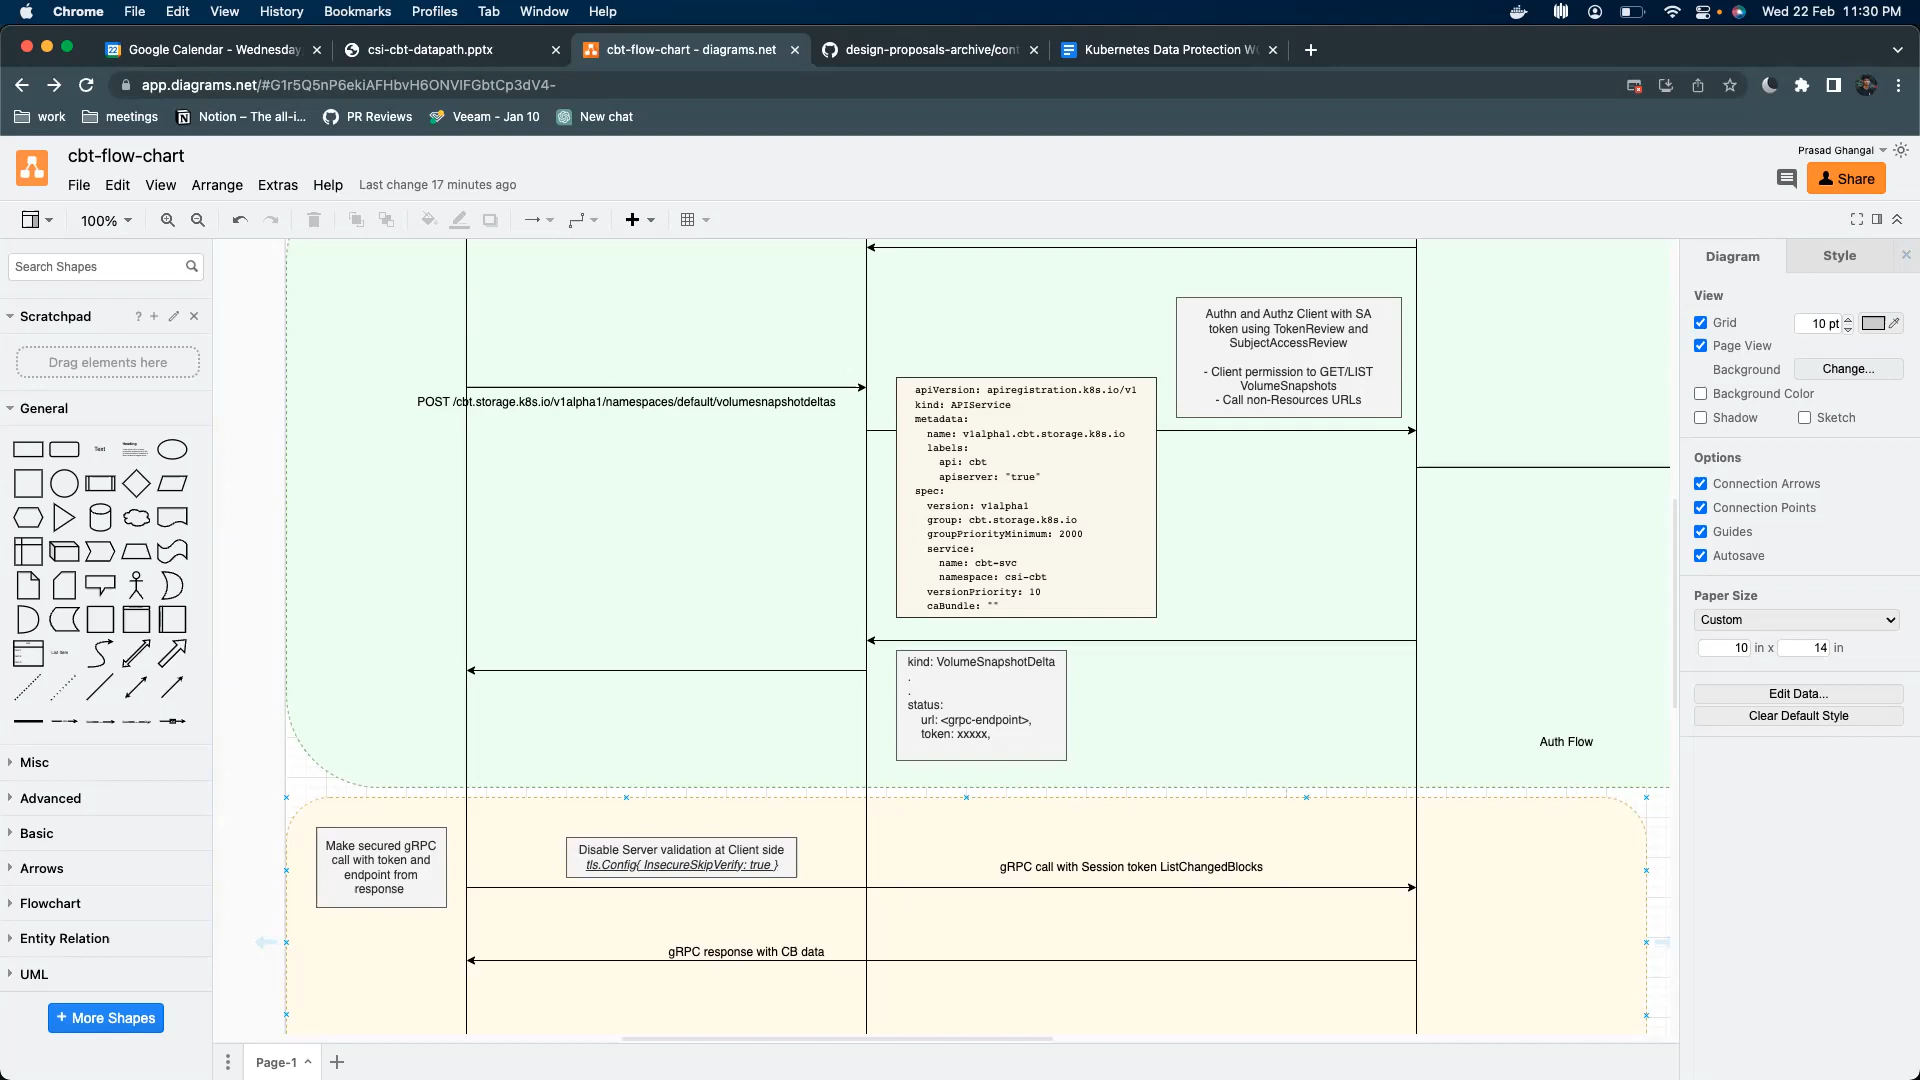 Chrome File Edit View History Bookmarks Profiles Tab Window Help
Wed 22 Feb 11:30 PM
22 Google Calendar - Wednesday,
csi-cbt-datapath.pptx
cbt-flow-chart - diagrams.net
design-proposals-archive/cont
Kubernetes Data Protection W
app.diagrams.net/#G1r5Q5nP6ekiAFHbvH6ONVIFGbtCp3dV4-
work meetings Notion – The all-i... PR Reviews Veeam - Jan 10 New chat
cbt-flow-chart
Prasad Ghangal
File Edit View Arrange Extras Help Last change 17 minutes ago
Share
100%
Search Shapes
Scratchpad
?
Drag elements here
General
Text
Heading
List Item
Misc
Advanced
Basic
Arrows
Flowchart
Entity Relation
UML
+ More Shapes
Authn and Authz Client with SA
token using TokenReview and
SubjectAccessReview
- Client permission to GET/LIST
VolumeSnapshots
- Call non-Resources URLs
POST /cbt.storage.k8s.io/v1alpha1/namespaces/default/volumesnapshotdeltas
apiVersion: apiregistration.k8s.io/v1
kind: APIService
metadata:
name: v1alpha1.cbt.storage.k8s.io
labels:
api: cbt
apiserver: "true"
spec:
version: v1alpha1
group: cbt.storage.k8s.io
groupPriorityMinimum: 2000
service:
name: cbt-svc
namespace: csi-cbt
versionPriority: 10
caBundle: ""
kind: VolumeSnapshotDelta
.
.
status:
url: <grpc-endpoint>,
token: xxxxx,
Auth Flow
Make secured gRPC
call with token and
endpoint from
response
Disable Server validation at Client side
tls.Config{ InsecureSkipVerify: true }
gRPC call with Session token ListChangedBlocks
gRPC response with CB data
Page-1
Diagram Style
View
Grid 10 pt
Page View
Background Change...
Background Color
Shadow Sketch
Options
Connection Arrows
Connection Points
Guides
Autosave
Paper Size
Custom
10 in x 14 in
Edit Data...
Clear Default Style